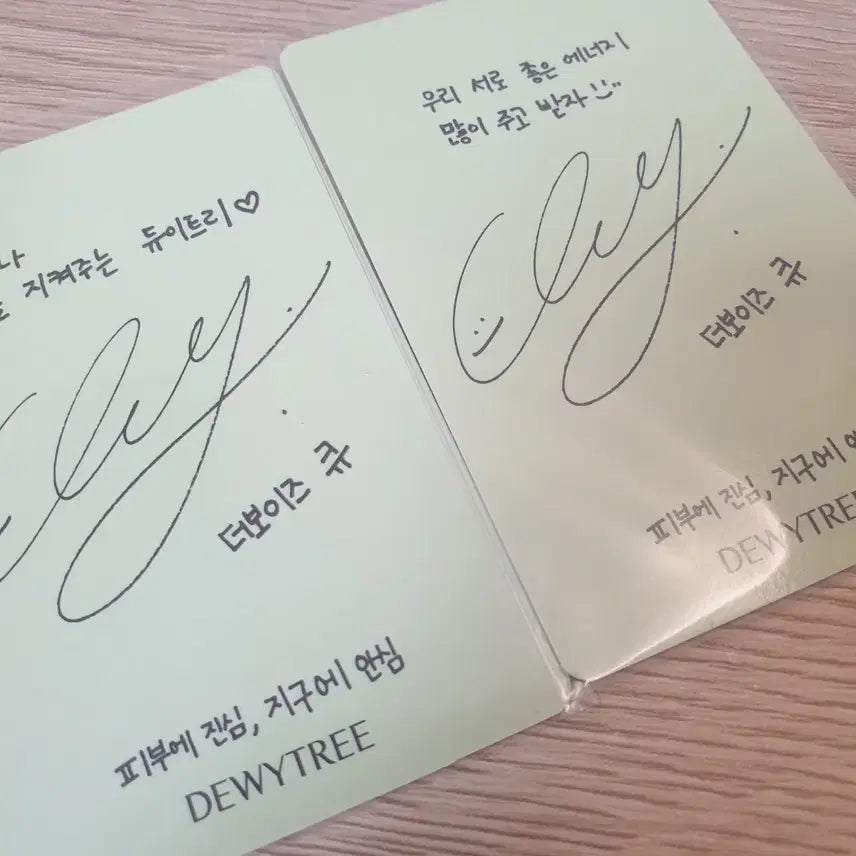 나
지켜주는 듀이트리♡
더보이즈 큐
피부에 진심, 지구에 안심
DEWYTREE
우리 서로 좋은 에너지
많이 주고 받자
더보이즈 큐
피부에 진심, 지구에
DEWYTREE